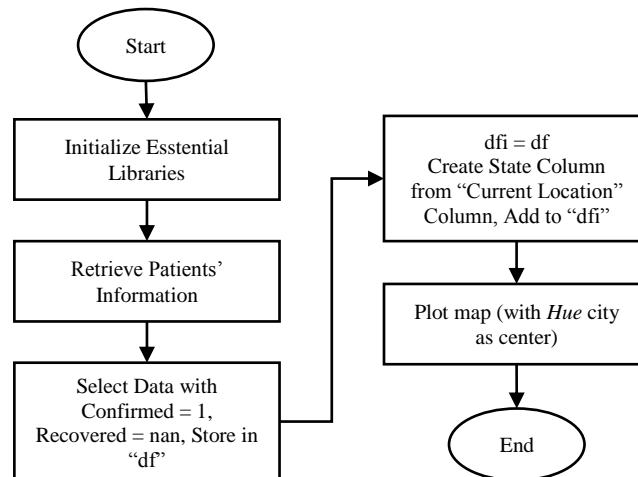 Start
Initialize Esstential
Libraries
Retrieve Patients’
Information
Select Data with
Confirmed = 1,
Recovered = nan, Store in
“df”
dfi = df
Create State Column
from “Current Location”
Column, Add to “dfi”
Plot map (with Hue city
as center)
End